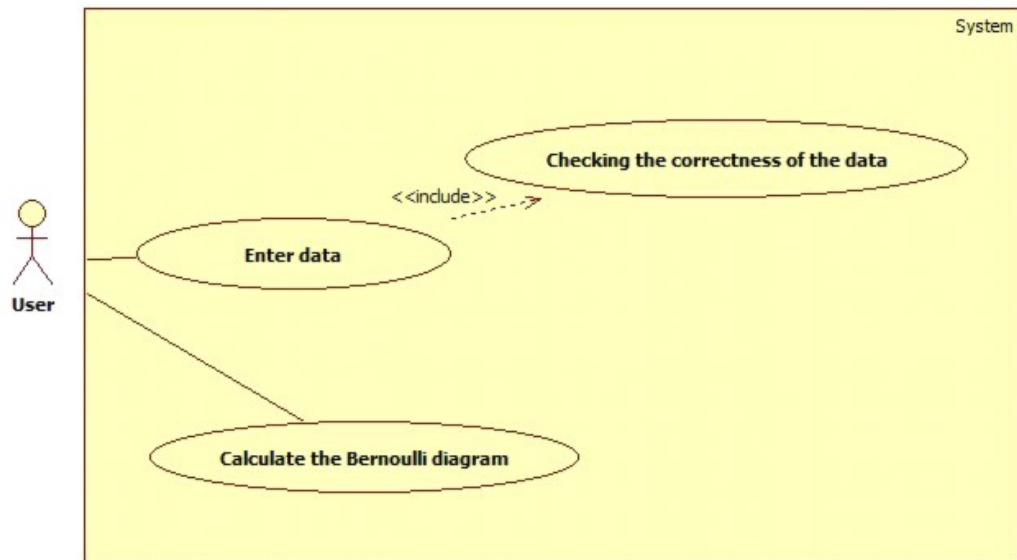 System
Checking the correctness of the data
<<include>>
Enter data
User
Calculate the Bernoulli diagram